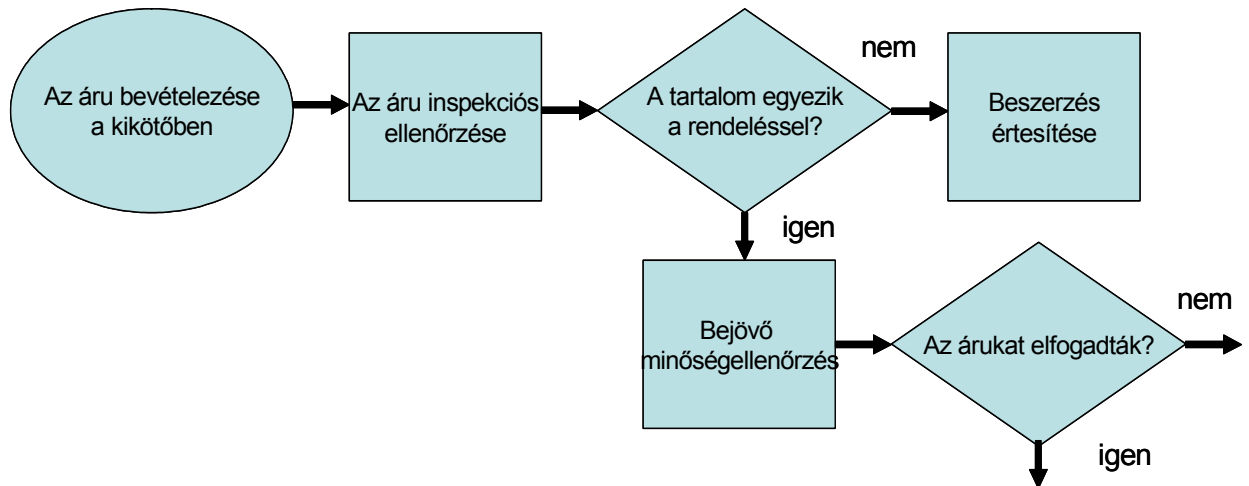 Az áru bevételezése
a kikötőben
Az áru inspekciós
ellenőrzése
A tartalom egyezik
a rendeléssel?
nem
Beszerzés
értesítése
igen
Bejövő
minőségellenőrzés
Az árukat elfogadták?
nem
igen